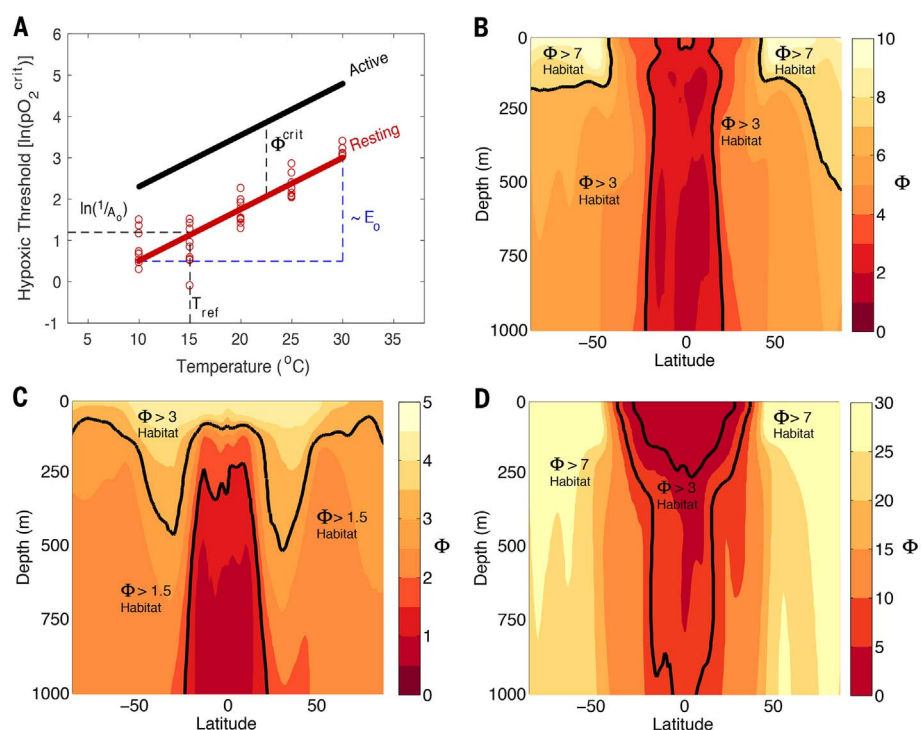 A
Hypoxic Threshold [ln(pO₂ᶜʳⁱᵗ)]
6
5
4
3
2
1
0
-1
Active
Φᶜʳⁱᵗ
Resting
ln(¹/Aₒ)
~ Eₒ
T_ref
5 10 15 20 25 30 35
Temperature (°C)
B
Depth (m)
0
250
500
750
1000
Φ > 7
Habitat
Φ > 7
Habitat
Φ > 3
Habitat
Φ > 3
Habitat
−50 0 50
Latitude
10
8
6
4
2
0
Φ
C
Depth (m)
0
250
500
750
1000
Φ > 3
Habitat
Φ > 1.5
Habitat
Φ > 1.5
Habitat
−50 0 50
Latitude
5
4
3
2
1
0
Φ
D
Depth (m)
0
250
500
750
1000
Φ > 7
Habitat
Φ > 7
Habitat
Φ > 3
Habitat
−50 0 50
Latitude
30
25
20
15
10
5
0
Φ